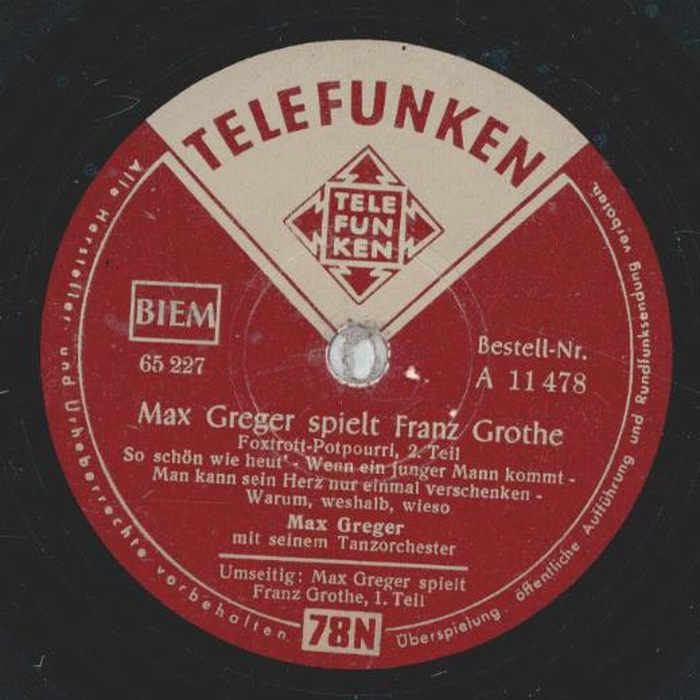 TELEFUNKEN
TELE
FUN
KEN
BIEM
65 227
Bestell-Nr.
A 11478
Max Greger spielt Franz Grothe
Foxtrott-Potpourri, 2. Teil
So schön wie heut' - Wenn ein junger Mann kommt -
Man kann sein Herz nur einmal verschenken -
Warum, weshalb, wieso
Max Greger
mit seinem Tanzorchester
Umseitig: Max Greger spielt
Franz Grothe, 1. Teil
78N
Alle Hersteller- und Urheberrechte vorbehalten.
Überspielung, öffentliche Aufführung und Rundfunksendung verboten.